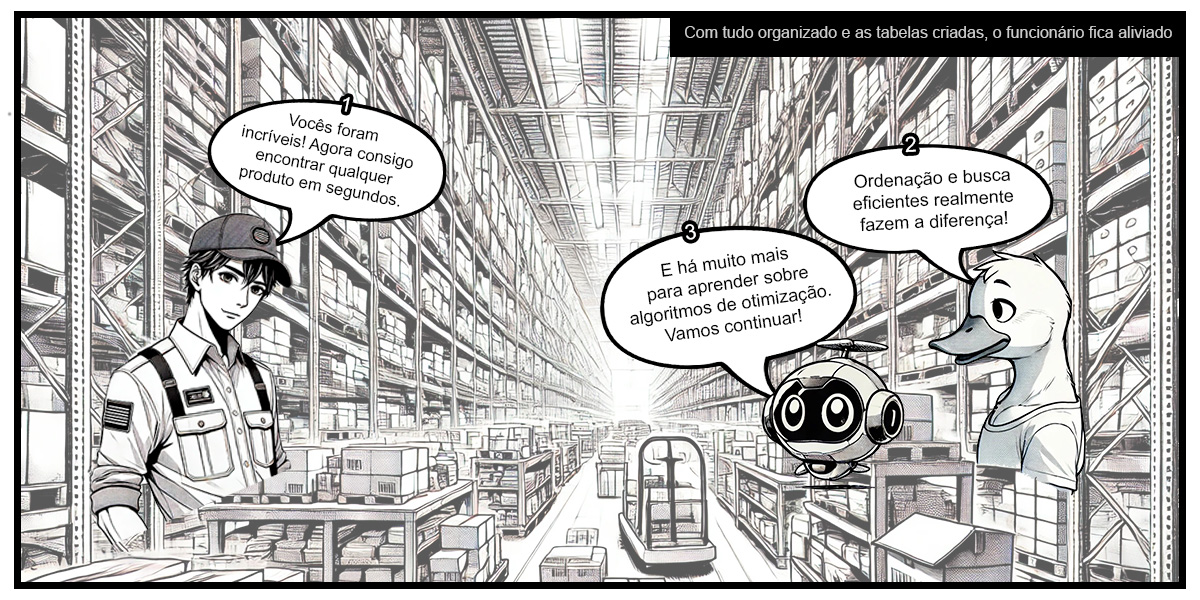 Com tudo organizado e as tabelas criadas, o funcionário fica aliviado
1
Vocês foram
incríveis! Agora consigo
encontrar qualquer
produto em segundos.
2
Ordenação e busca
eficientes realmente
fazem a diferença!
3
E há muito mais
para aprender sobre
algoritmos de otimização.
Vamos continuar!